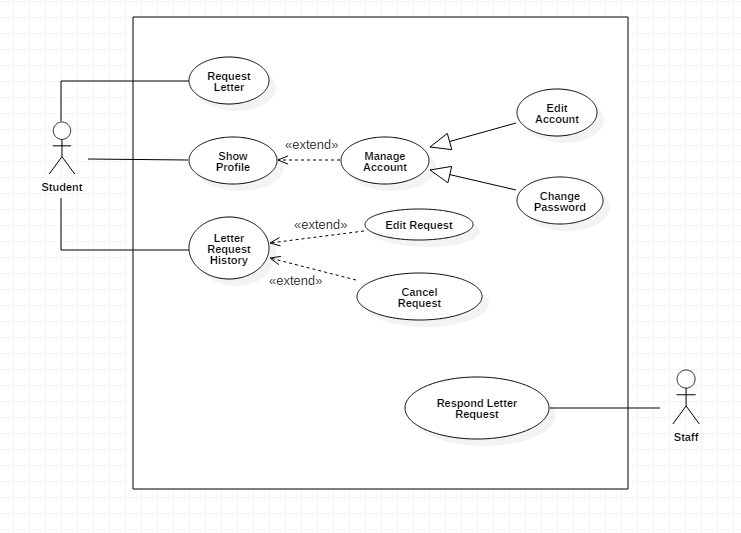 Request
Letter
Edit
Account
«extend»
Show
Profile
Manage
Account
Student
Change
Password
«extend»
Edit Request
Letter
Request
History
«extend»
Cancel
Request
Respond Letter
Request
Staff